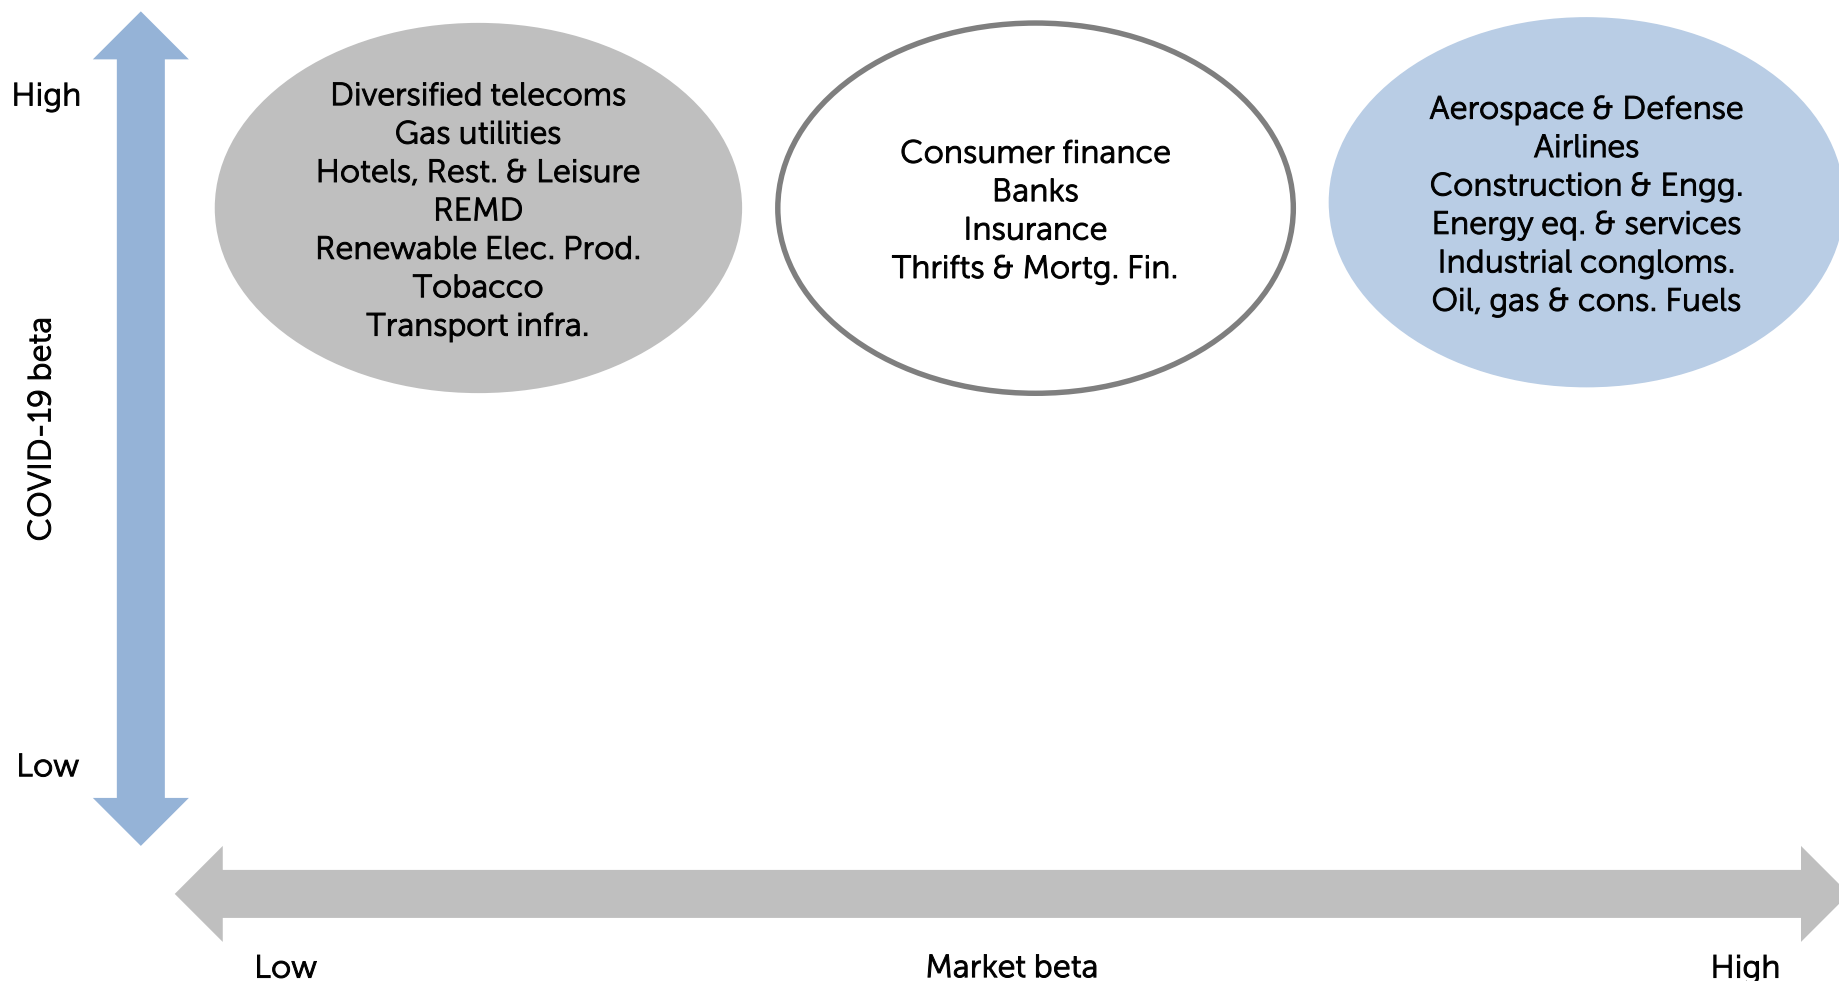 High
COVID-19 beta
Low
Diversified telecoms
Gas utilities
Hotels, Rest. & Leisure
REMD
Renewable Elec. Prod.
Tobacco
Transport infra.
Consumer finance
Banks
Insurance
Thrifts & Mortg. Fin.
Aerospace & Defense
Airlines
Construction & Engg.
Energy eq. & services
Industrial congloms.
Oil, gas & cons. Fuels
Low
Market beta
High